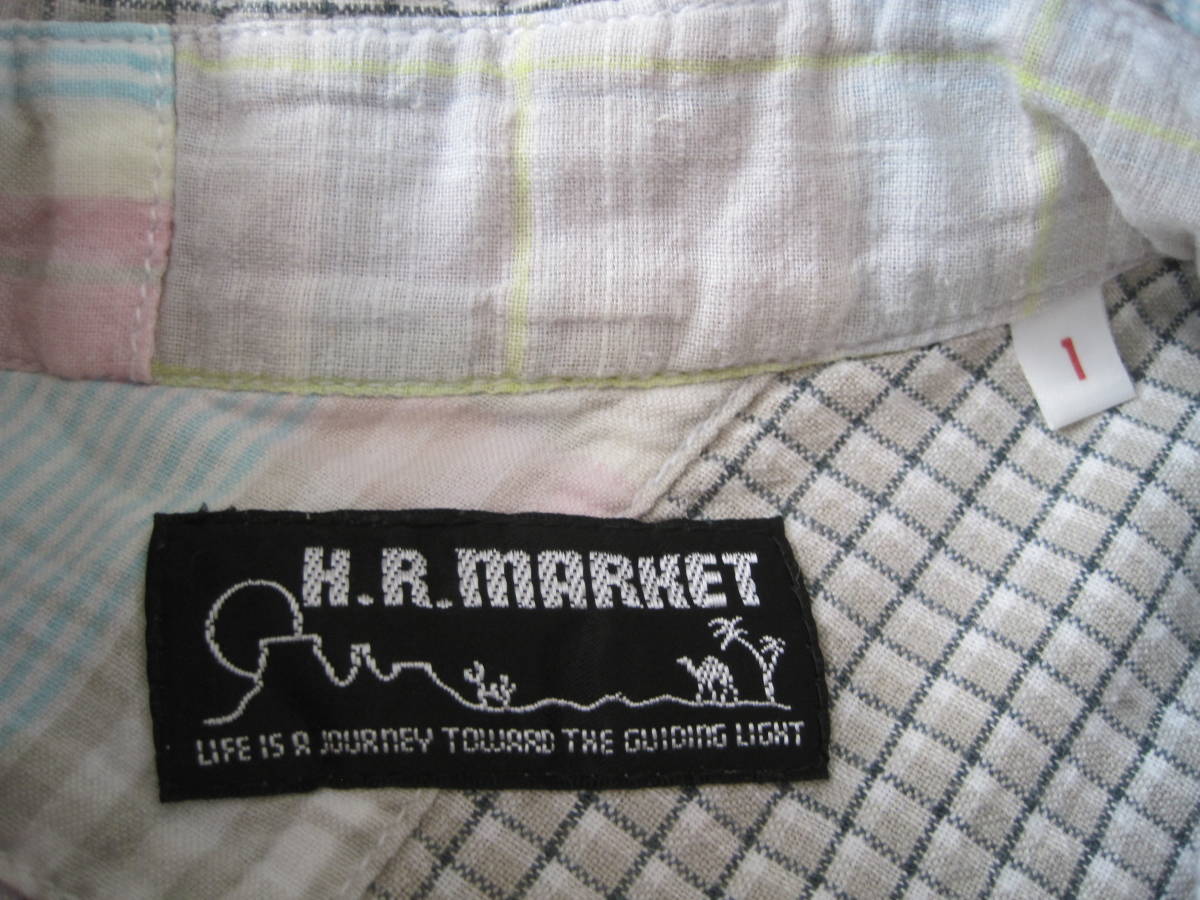 1
H.R.MARKET
LIFE IS A JOURNEY TOWARD THE GUIDING LIGHT